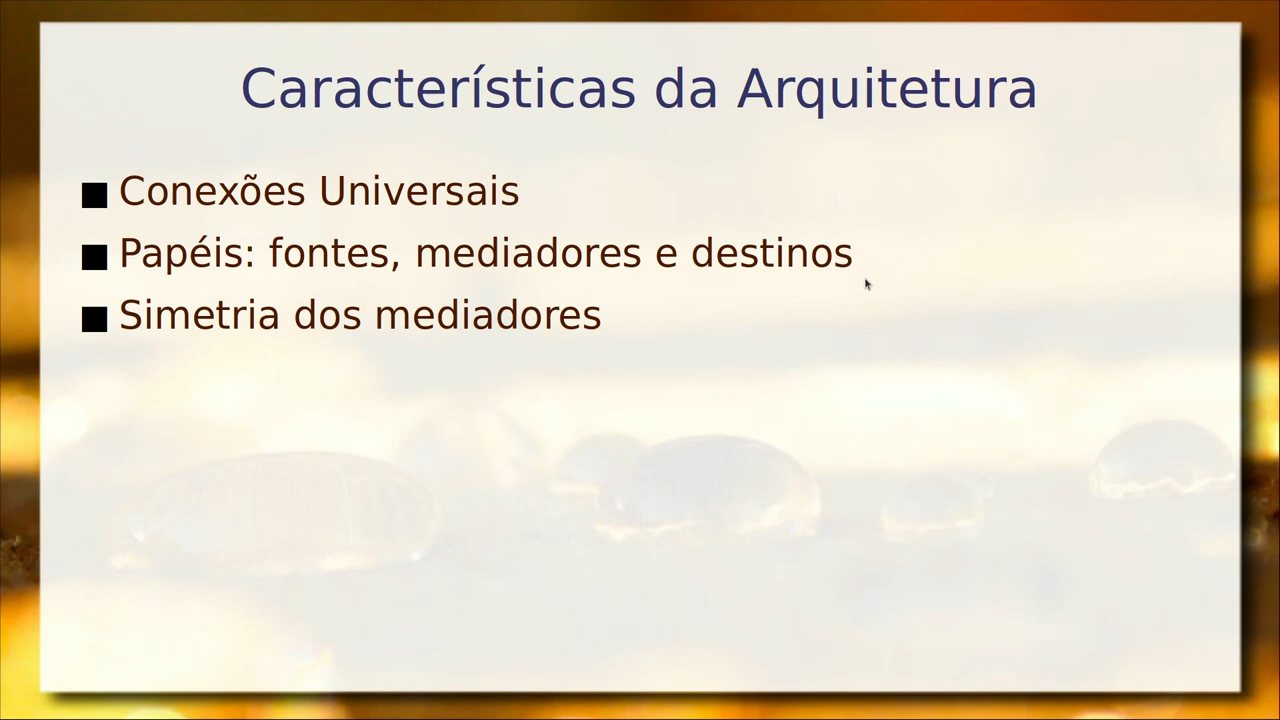 Características da Arquitetura
Conexões Universais
Papéis: fontes, mediadores e destinos
Simetria dos mediadores